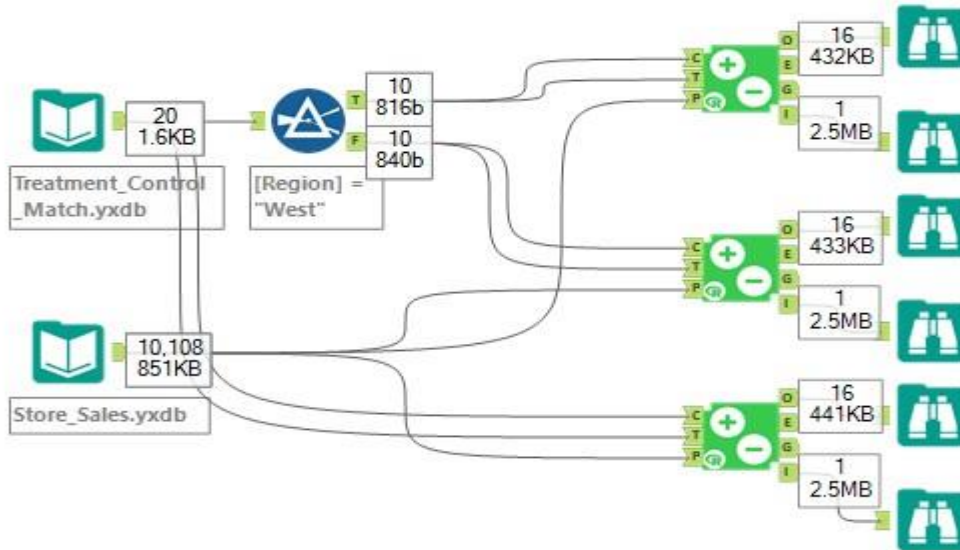 20
1.6KB
Treatment_Control
_Match.yxdb
T
F
10
816b
10
840b
[Region] =
"West"
10,108
851KB
Store_Sales.yxdb
C
T
P
R
O
E
G
I
16
432KB
1
2.5MB
C
T
P
R
O
E
G
I
16
433KB
1
2.5MB
C
T
P
R
O
E
G
I
16
441KB
1
2.5MB